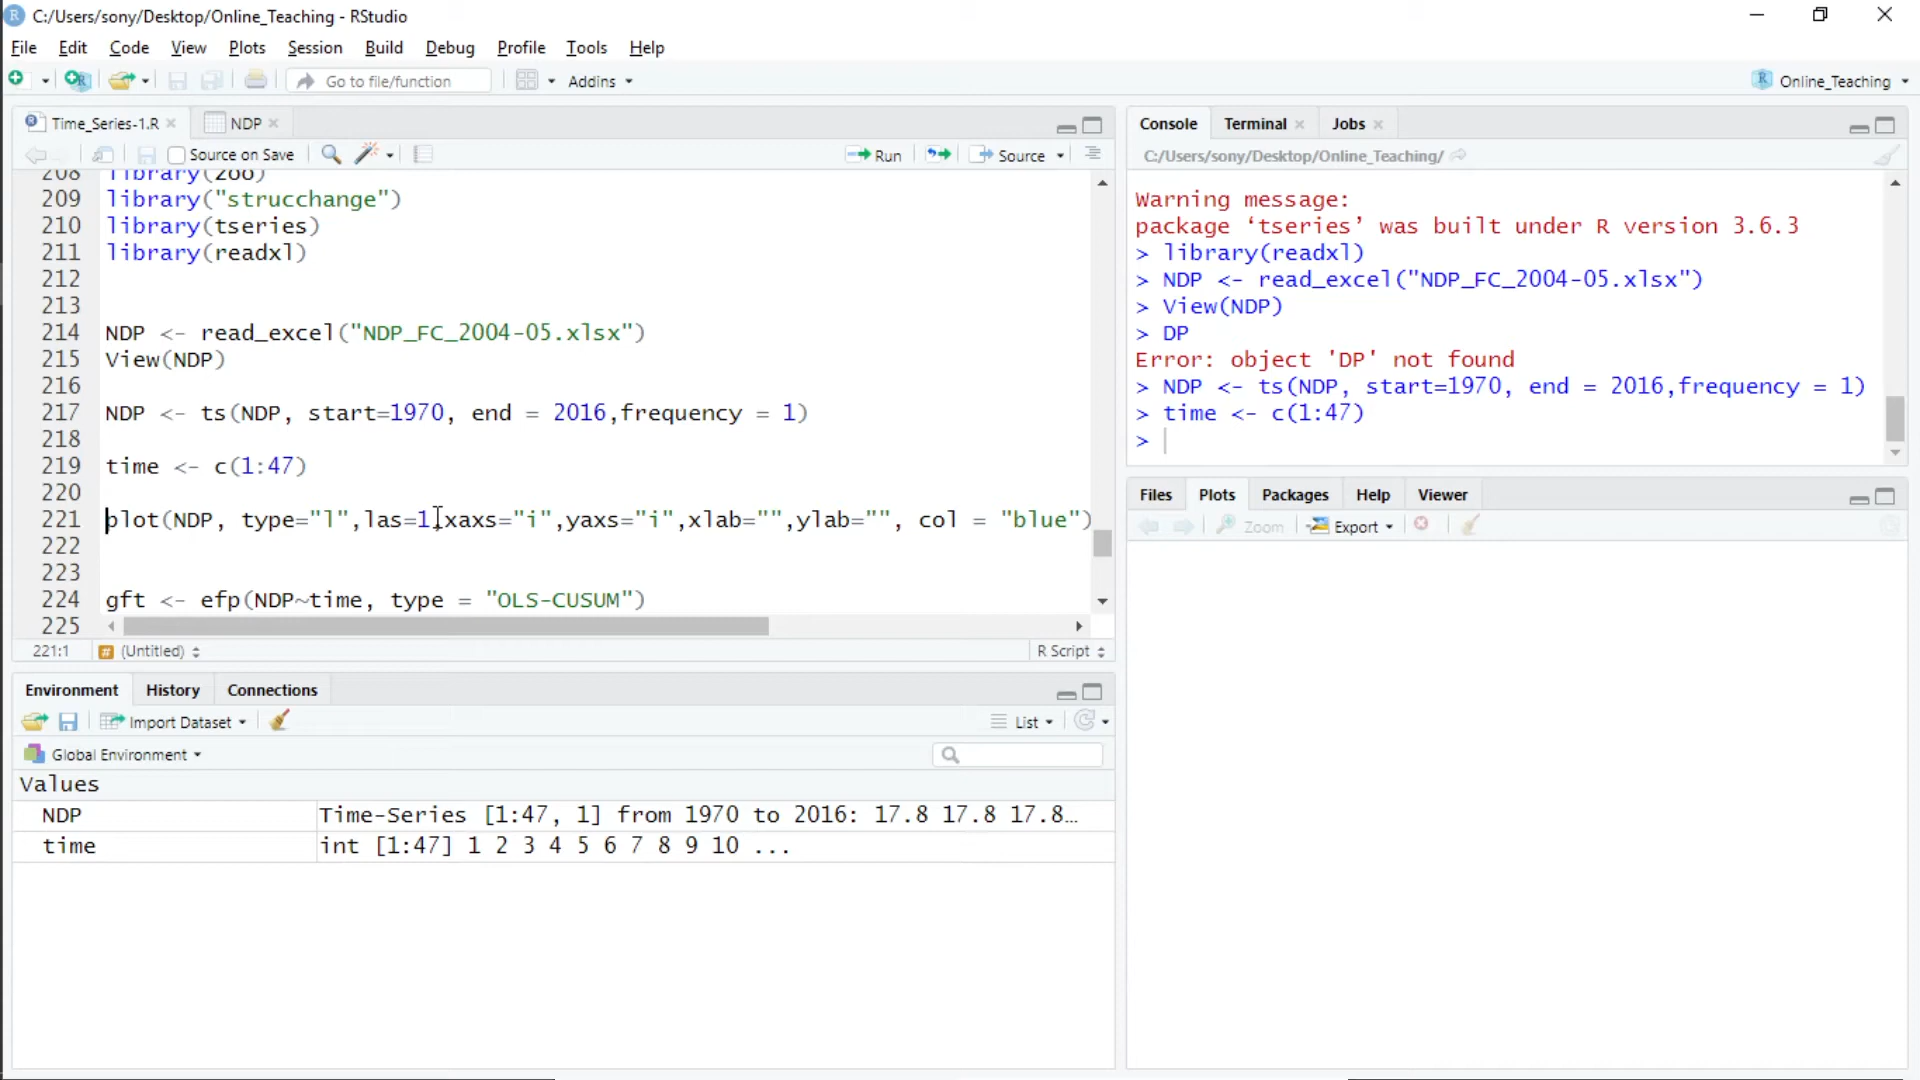 C:/Users/sony/Desktop/Online_Teaching - RStudio
File Edit Code View Plots Session Build Debug Profile Tools Help
Go to file/function
Addins
Online_Teaching
Time_Series-1.R
NDP
Source on Save
Run
Source
208 library(zoo)
209 library("strucchange")
210 library(tseries)
211 library(readxl)
212
213
214 NDP <- read_excel("NDP_FC_2004-05.xlsx")
215 View(NDP)
216
217 NDP <- ts(NDP, start=1970, end = 2016,frequency = 1)
218
219 time <- c(1:47)
220
221 plot(NDP, type="l",las=1,xaxs="i",yaxs="i",xlab="",ylab="", col = "blue")
222
223
224 gft <- efp(NDP~time, type = "OLS-CUSUM")
225
221:1
(Untitled)
R Script
Environment History Connections
Import Dataset
List
Global Environment
Values
NDP Time-Series [1:47, 1] from 1970 to 2016: 17.8 17.8 17.8…
time int [1:47] 1 2 3 4 5 6 7 8 9 10 ...
Console Terminal Jobs
C:/Users/sony/Desktop/Online_Teaching/
Warning message:
package ‘tseries’ was built under R version 3.6.3
> library(readxl)
> NDP <- read_excel("NDP_FC_2004-05.xlsx")
> View(NDP)
> DP
Error: object 'DP' not found
> NDP <- ts(NDP, start=1970, end = 2016,frequency = 1)
> time <- c(1:47)
>
Files Plots Packages Help Viewer
Zoom
Export